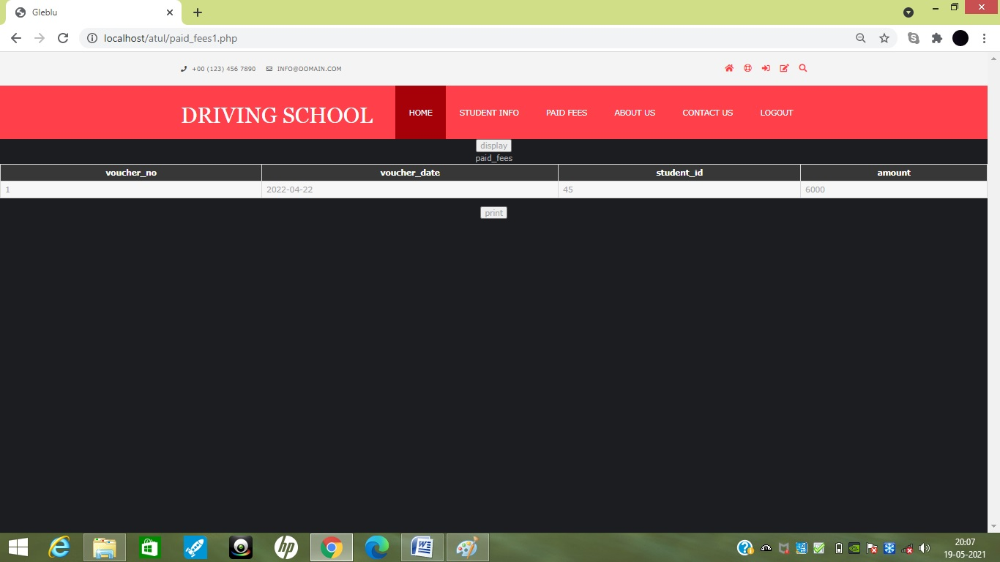 Gleblu
localhost/atul/paid_fees1.php
+00 (123) 456 7890 INFO@DOMAIN.COM
DRIVING SCHOOL HOME STUDENT INFO PAID FEES ABOUT US CONTACT US LOGOUT
display
paid_fees
voucher_no voucher_date student_id amount
1 2022-04-22 45 6000
print
hp
20:07
19-05-2021